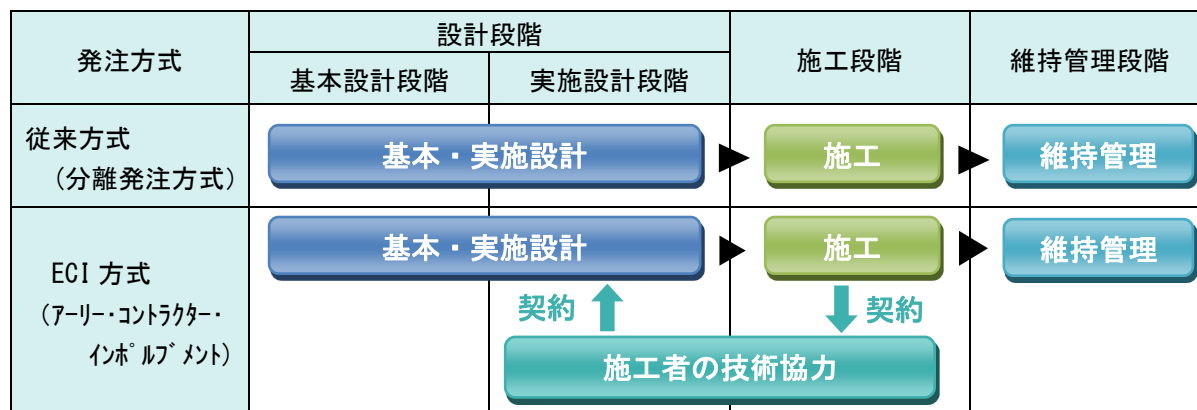 発注方式
設計段階
基本設計段階
実施設計段階
施工段階
維持管理段階
従来方式
（分離発注方式）
基本・実施設計
施工
維持管理
ECI 方式
（ｱｰﾘｰ･ｺﾝﾄﾗｸﾀｰ･
ｲﾝﾎﾟﾙﾌﾞﾒﾝﾄ）
基本・実施設計
施工
維持管理
契約
契約
施工者の技術協力